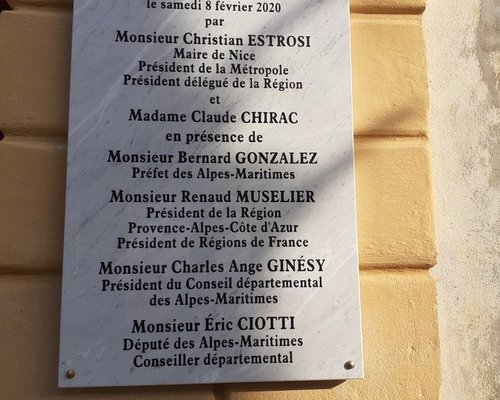 le samedi 8 février 2020
par
Monsieur Christian ESTROSI
Maire de Nice
Président de la Métropole
Président délégué de la Région
et
Madame Claude CHIRAC
en présence de
Monsieur Bernard GONZALEZ
Préfet des Alpes-Maritimes
Monsieur Renaud MUSELIER
Président de la Région
Provence-Alpes-Côte d'Azur
Président de Régions de France
Monsieur Charles Ange GINÉSY
Président du Conseil départemental
des Alpes-Maritimes
Monsieur Éric CIOTTI
Député des Alpes-Maritimes
Conseiller départemental